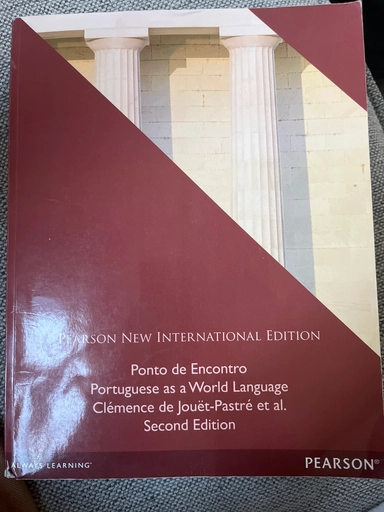 PEARSON NEW INTERNATIONAL EDITION
Ponto de Encontro
Portuguese as a World Language
Clémence de Jouët-Pastré et al.
Second Edition
ALWAYS LEARNING
PEARSON®